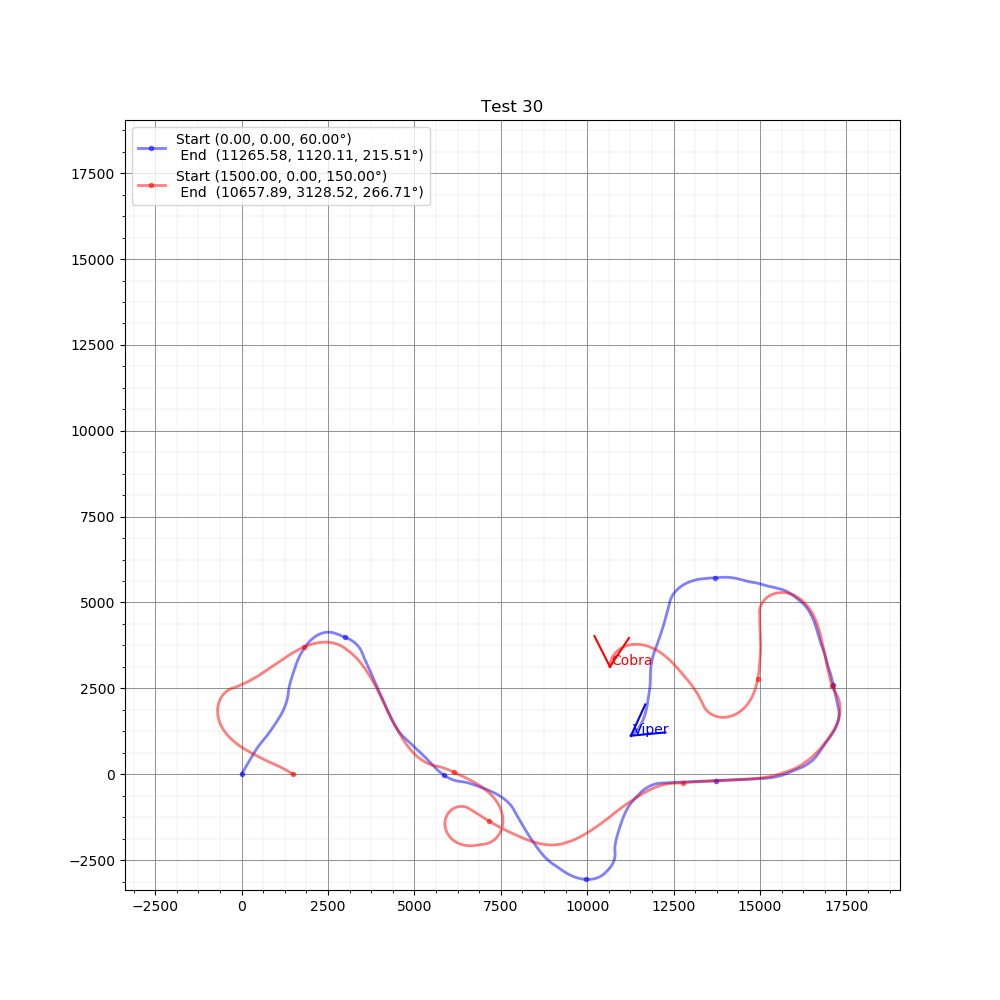 Test 30
Start (0.00, 0.00, 60.00°)
End (11265.58, 1120.11, 215.51°)
Start (1500.00, 0.00, 150.00°)
End (10657.89, 3128.52, 266.71°)
17500
15000
12500
10000
7500
5000
2500
0
−2500
Cobra
Viper
−2500 0 2500 5000 7500 10000 12500 15000 17500